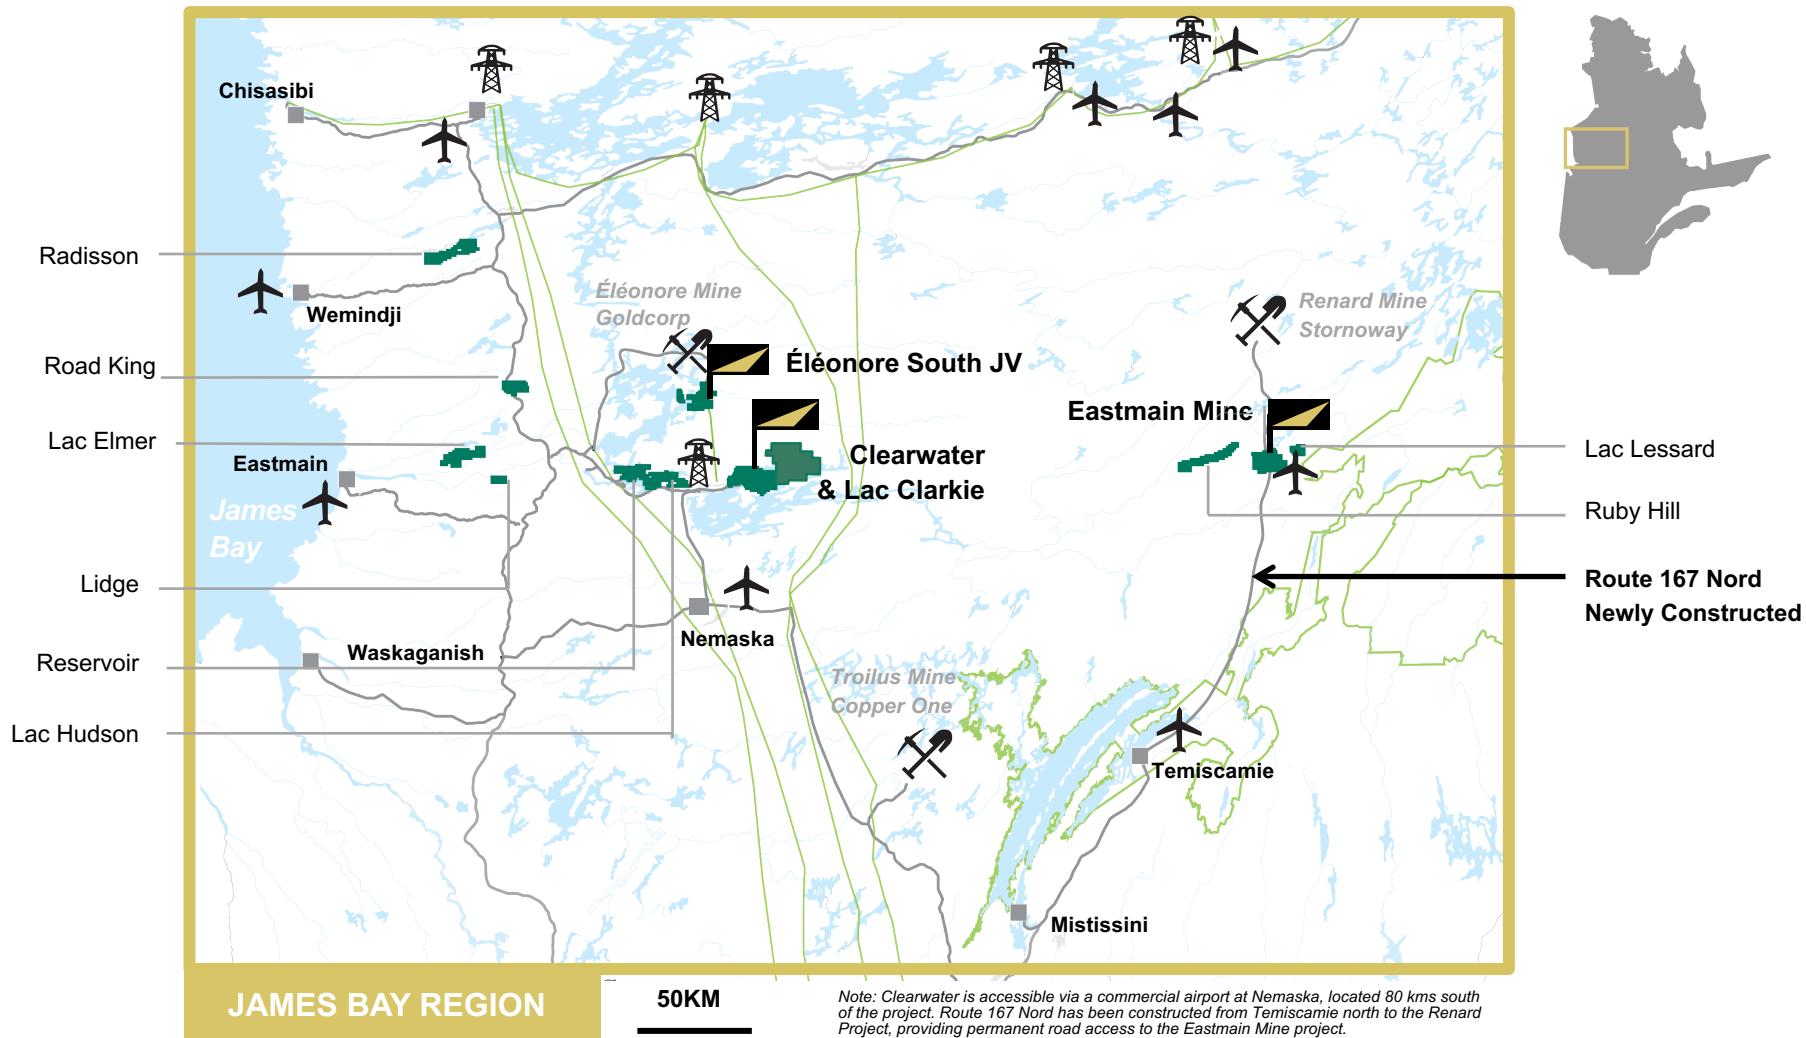 Chisasibi
Radisson
Wemindji
Éléonore Mine
Goldcorp
Renard Mine
Stornoway
Road King
Éléonore South JV
Eastmain Mine
Lac Elmer
Eastmain
Clearwater
& Lac Clarkie
Lac Lessard
Ruby Hill
James
Bay
Lidge
Route 167 Nord
Newly Constructed
Nemaska
Waskaganish
Reservoir
Troilus Mine
Copper One
Lac Hudson
Temiscamie
Mistissini
JAMES BAY REGION
50KM
Note: Clearwater is accessible via a commercial airport at Nemaska, located 80 kms south
of the project. Route 167 Nord has been constructed from Temiscamie north to the Renard
Project, providing permanent road access to the Eastmain Mine project.